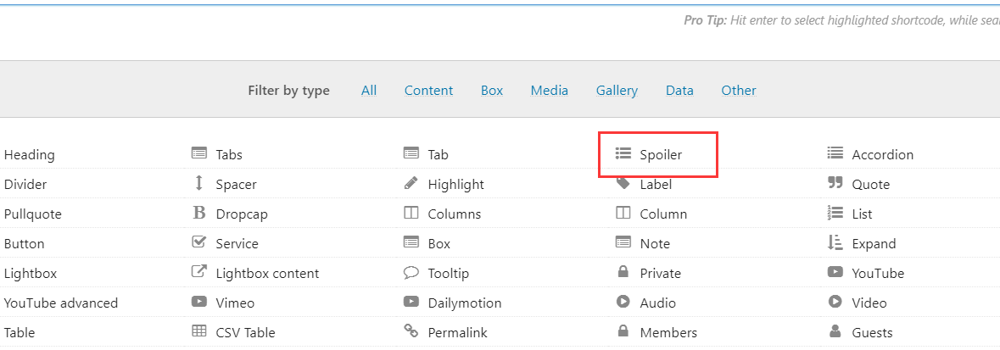 Pro Tip: Hit enter to select highlighted shortcode, while sea
Filter by type All Content Box Media Gallery Data Other
Heading Tabs Tab Spoiler Accordion
Divider Spacer Highlight Label Quote
Pullquote Dropcap Columns Column List
Button Service Box Note Expand
Lightbox Lightbox content Tooltip Private YouTube
YouTube advanced Vimeo Dailymotion Audio Video
Table CSV Table Permalink Members Guests